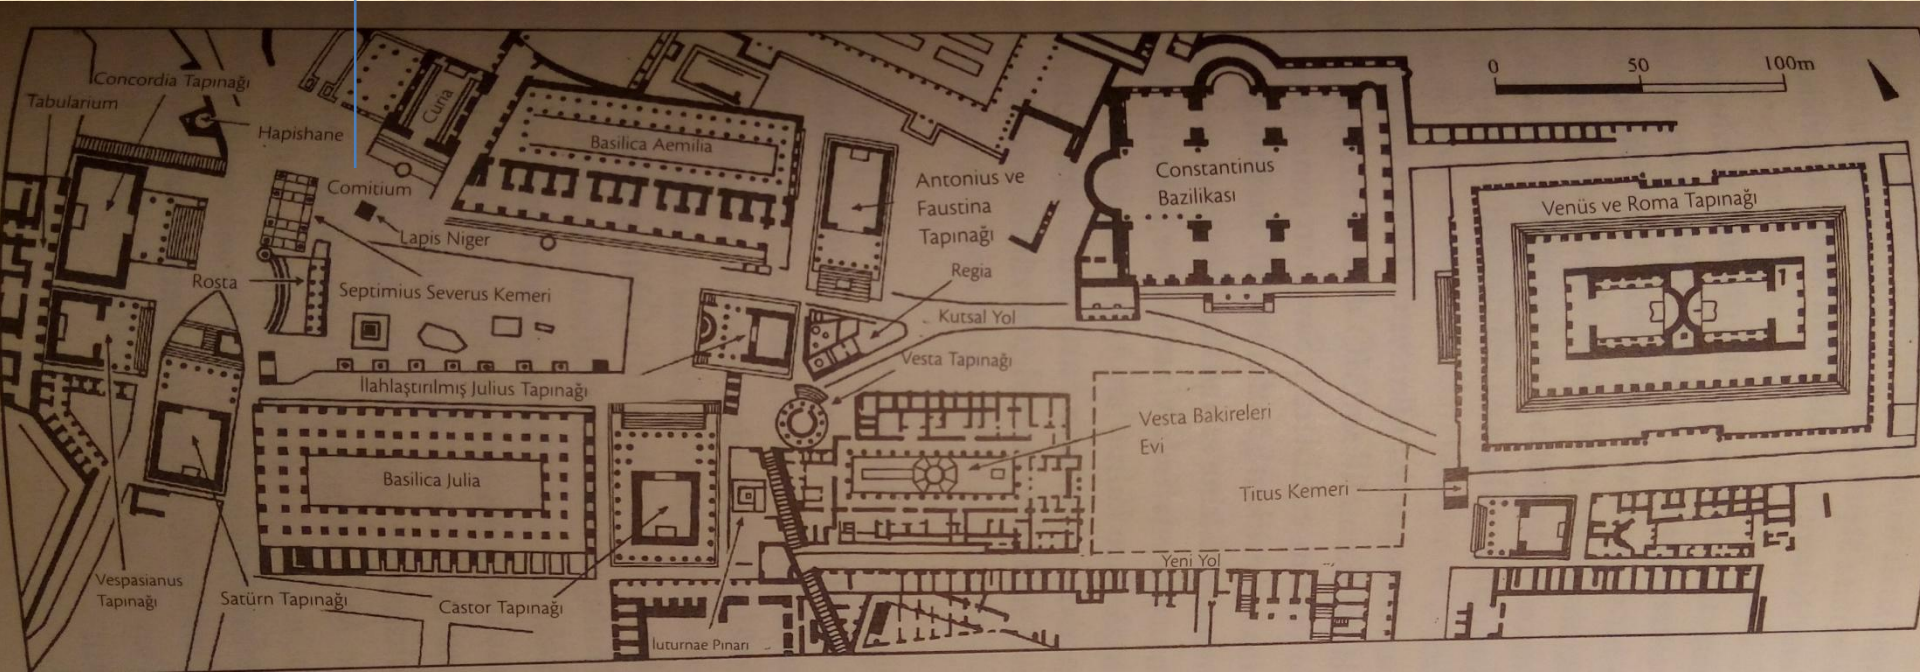 Concordia Tapınağı
Tabularium
Hapishane
Curia
Basilica Aemilia
Comitium
Lapis Niger
Rosta
Septimius Severus Kemeri
Antonius ve
Faustina
Tapınağı
Regia
Kutsal Yol
Vesta Tapınağı
Constantinus
Bazilikası
0 50 100m
Venüs ve Roma Tapınağı
İlahlaştırılmış Julius Tapınağı
Basilica Julia
Vesta Bakireleri
Evi
Titus Kemeri
Yeni Yol
Vespasianus
Tapınağı
Satürn Tapınağı
Castor Tapınağı
Iuturnae Pınarı